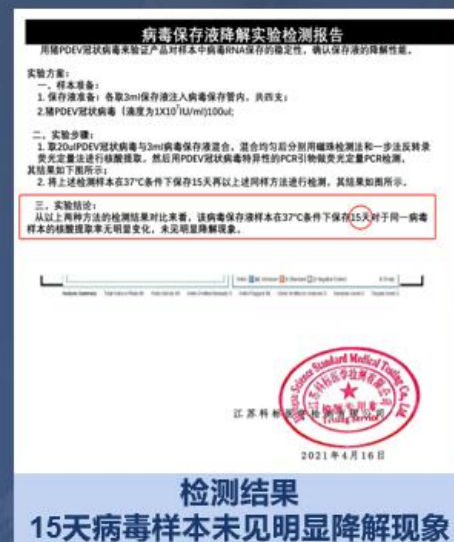 病毒保存液降解实验检测报告
用猪PDEV冠状病毒来验证产品对样本中病毒RNA保存的稳定性，确认保存液的降解性能。
实验方案：
一、样本准备：
1. 保存液准备：各取3ml保存液注入病毒保存管内，共四支；
2.猪PDEV冠状病毒（滴度为1X10⁷IU/ml)100ul;
二、实验步骤：
1. 取20ulPDEV冠状病毒与3ml病毒保存液混合，混合均匀后分别用磁珠检测法和一步法反转录
荧光定量法进行核酸提取，然后用PDEV冠状病毒特异性的PCR引物做荧光定量PCR检测，
其结果如下图所示；
2. 将上述检测样本在37℃条件下保存15天再以上述同样方法进行检测，其结果如图所示。
三、实验结论：
从以上两种方法的检测结果对比来看，该病毒保存液样本在37℃条件下保存15天对于同一病毒
样本的核酸提取率无明显变化，未见明显降解现象。
Jiangsu Science Standard Medical Testing Co., Ltd.
江苏科标医学检测有限公司
Testing Service
2021年4月16日
检测结果
15天病毒样本未见明显降解现象